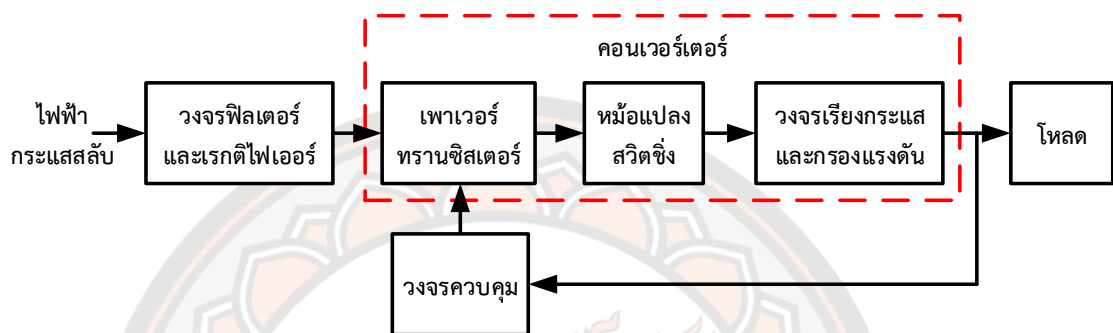 คอนเวอร์เตอร์
ไฟฟ้า
กระแสสลับ
วงจรฟิลเตอร์
และเรกติไฟเออร์
เพาเวอร์
ทรานซิสเตอร์
หม้อแปลง
สวิตชิ่ง
วงจรเรียงกระแส
และกรองแรงดัน
โหลด
วงจรควบคุม